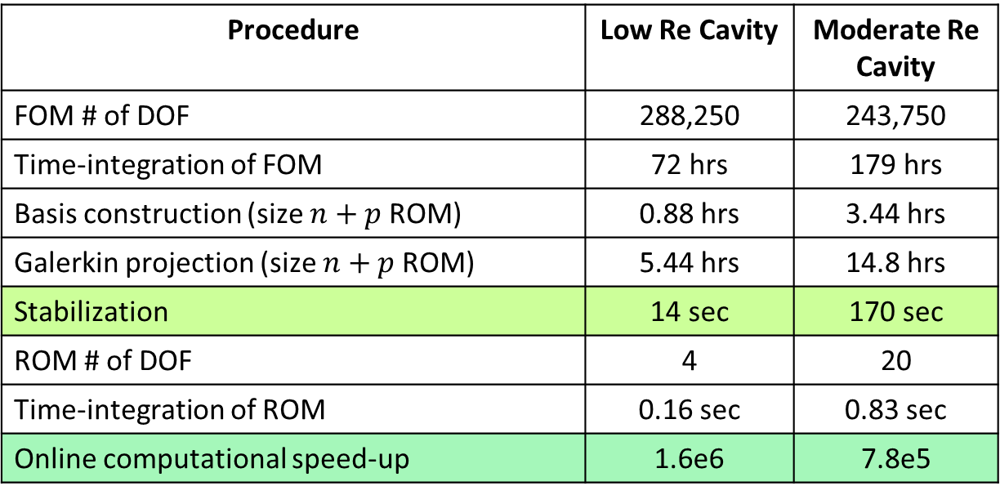 Procedure Low Re Cavity Moderate Re
Cavity
FOM # of DOF 288,250 243,750
Time-integration of FOM 72 hrs 179 hrs
Basis construction (size n + p ROM) 0.88 hrs 3.44 hrs
Galerkin projection (size n + p ROM) 5.44 hrs 14.8 hrs
Stabilization 14 sec 170 sec
ROM # of DOF 4 20
Time-integration of ROM 0.16 sec 0.83 sec
Online computational speed-up 1.6e6 7.8e5